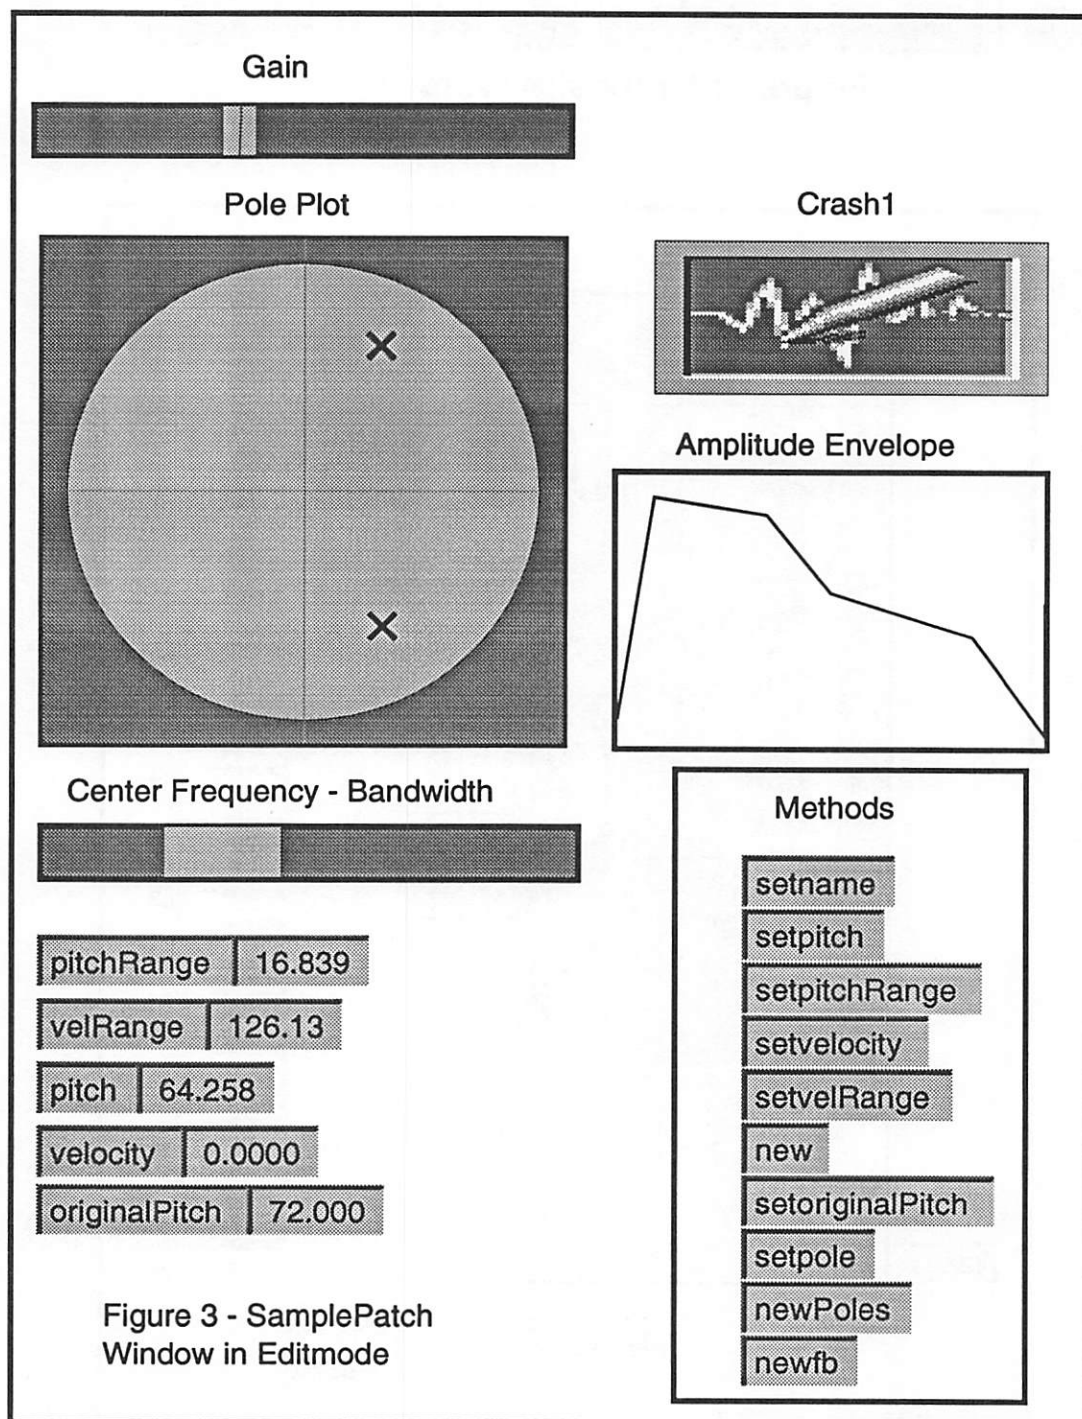 Gain
Pole Plot
Crash1
Amplitude Envelope
Center Frequency - Bandwidth
pitchRange 16.839
velRange 126.13
pitch 64.258
velocity 0.0000
originalPitch 72.000
Methods
setname
setpitch
setpitchRange
setvelocity
setvelRange
new
setoriginalPitch
setpole
newPoles
newfb
Figure 3 - SamplePatch
Window in Editmode